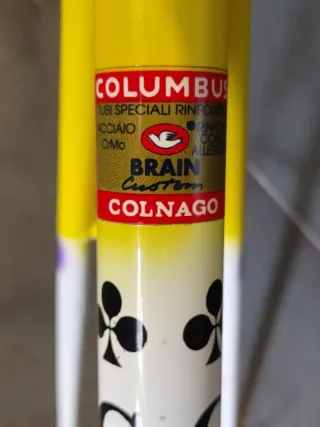 COLUMBUS
TUBI SPECIALI
ACCIAIO
CrMo
BRAIN
Custom
COLNAGO